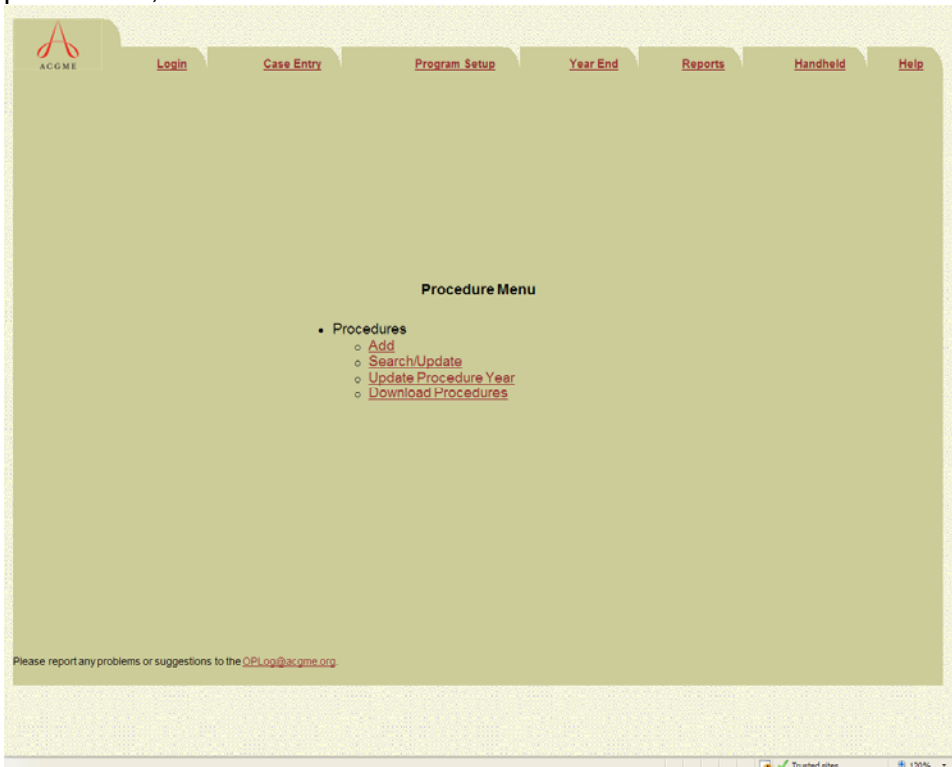 ACGME
Login Case Entry Program Setup Year End Reports Handheld Help
Procedure Menu
• Procedures
○ Add
○ Search/Update
○ Update Procedure Year
○ Download Procedures
Please report any problems or suggestions to the OPLog@acgme.org.
Trusted sites 120%